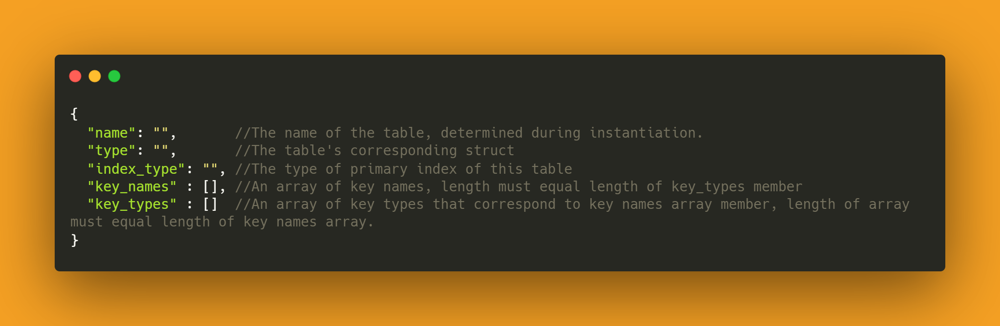 {
  "name": "",       //The name of the table, determined during instantiation.
  "type": "",       //The table's corresponding struct
  "index_type": "", //The type of primary index of this table
  "key_names" : [], //An array of key names, length must equal length of key_types member
  "key_types" : []  //An array of key types that correspond to key names array member, length of array
must equal length of key names array.
}